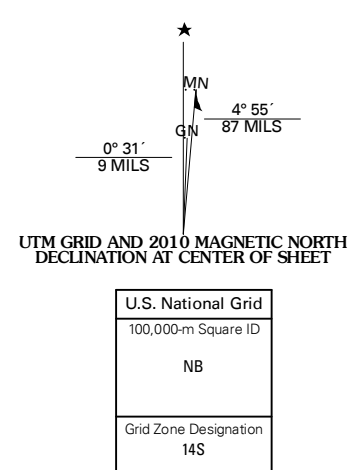 ★
MN
4° 55´
87 MILS
GN
0° 31´
9 MILS
UTM GRID AND 2010 MAGNETIC NORTH
DECLINATION AT CENTER OF SHEET
U.S. National Grid
100,000-m Square ID
NB
Grid Zone Designation
14S